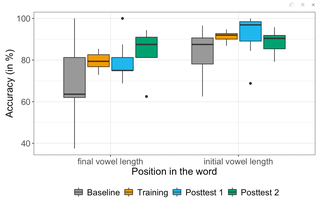 100
80
60
40
Accuracy (in %)
final vowel length initial vowel length
Position in the word
Baseline Training Posttest 1 Posttest 2